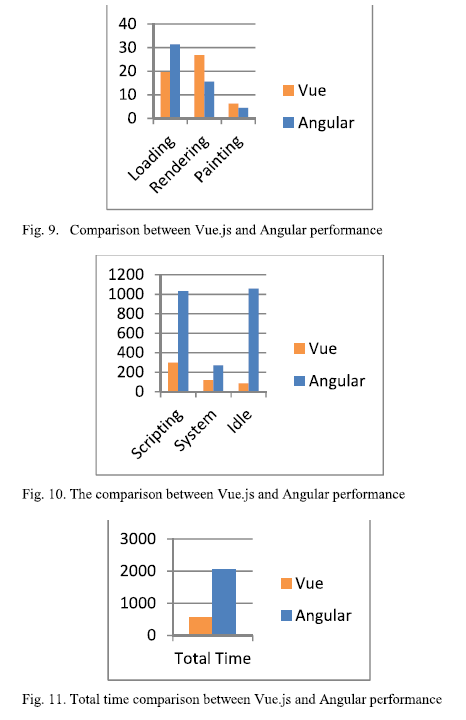 40
30
20
10
0
Loading
Rendering
Painting
Vue
Angular
Fig. 9. Comparison between Vue.js and Angular performance
1200
1000
800
600
400
200
0
Scripting
System
Idle
Vue
Angular
Fig. 10. The comparison between Vue.js and Angular performance
3000
2000
1000
0
Total Time
Vue
Angular
Fig. 11. Total time comparison between Vue.js and Angular performance